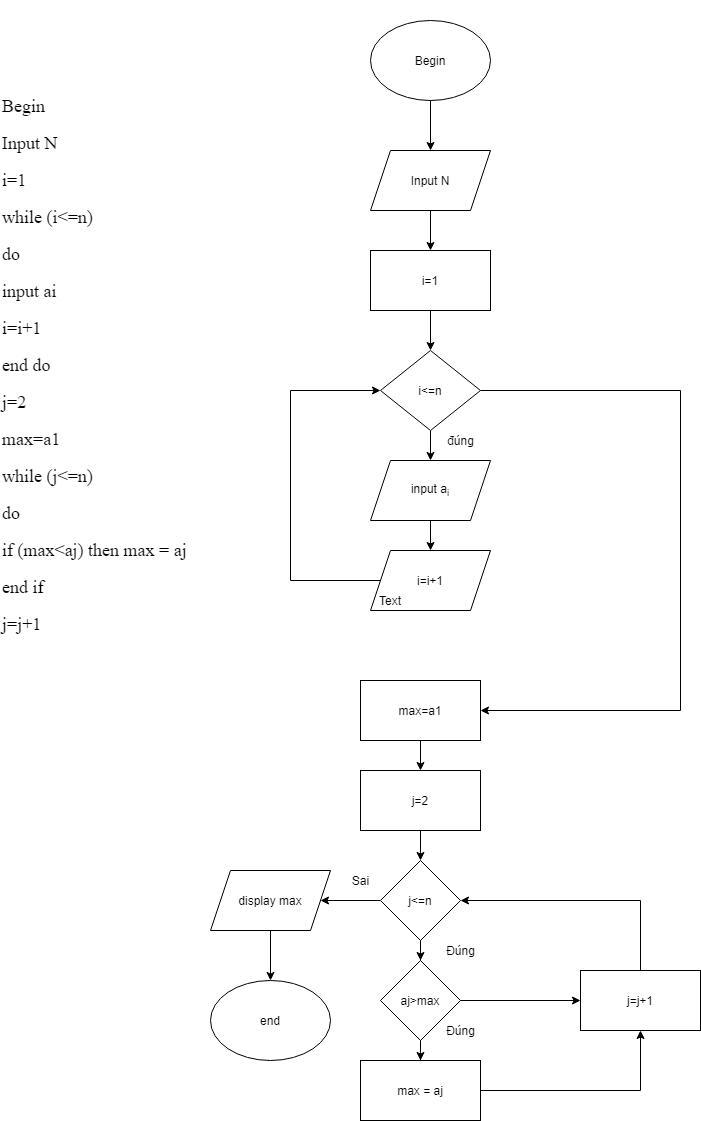 Begin
Input N
i=1
while (i<=n)
do
input ai
i=i+1
end do
j=2
max=a1
while (j<=n)
do
if (max<aj) then max = aj
end if
j=j+1
Begin
Input N
i=1
i<=n
đúng
input ai
i=i+1
Text
max=a1
j=2
j<=n
Sai
display max
end
Đúng
aj>max
j=j+1
Đúng
max = aj